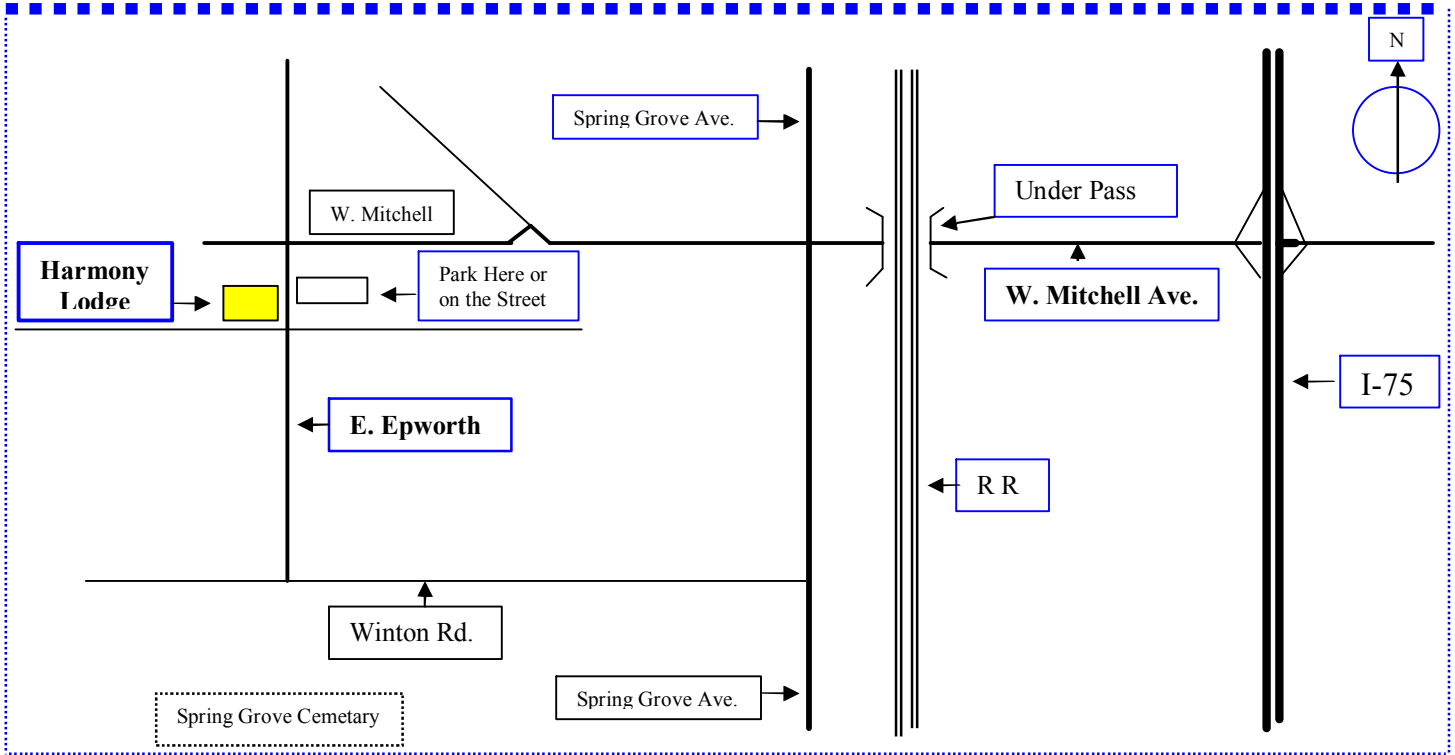 N
Spring Grove Ave.
Under Pass
W. Mitchell
Harmony
Lodge
Park Here or
on the Street
W. Mitchell Ave.
I-75
E. Epworth
R R
Winton Rd.
Spring Grove Ave.
Spring Grove Cemetary